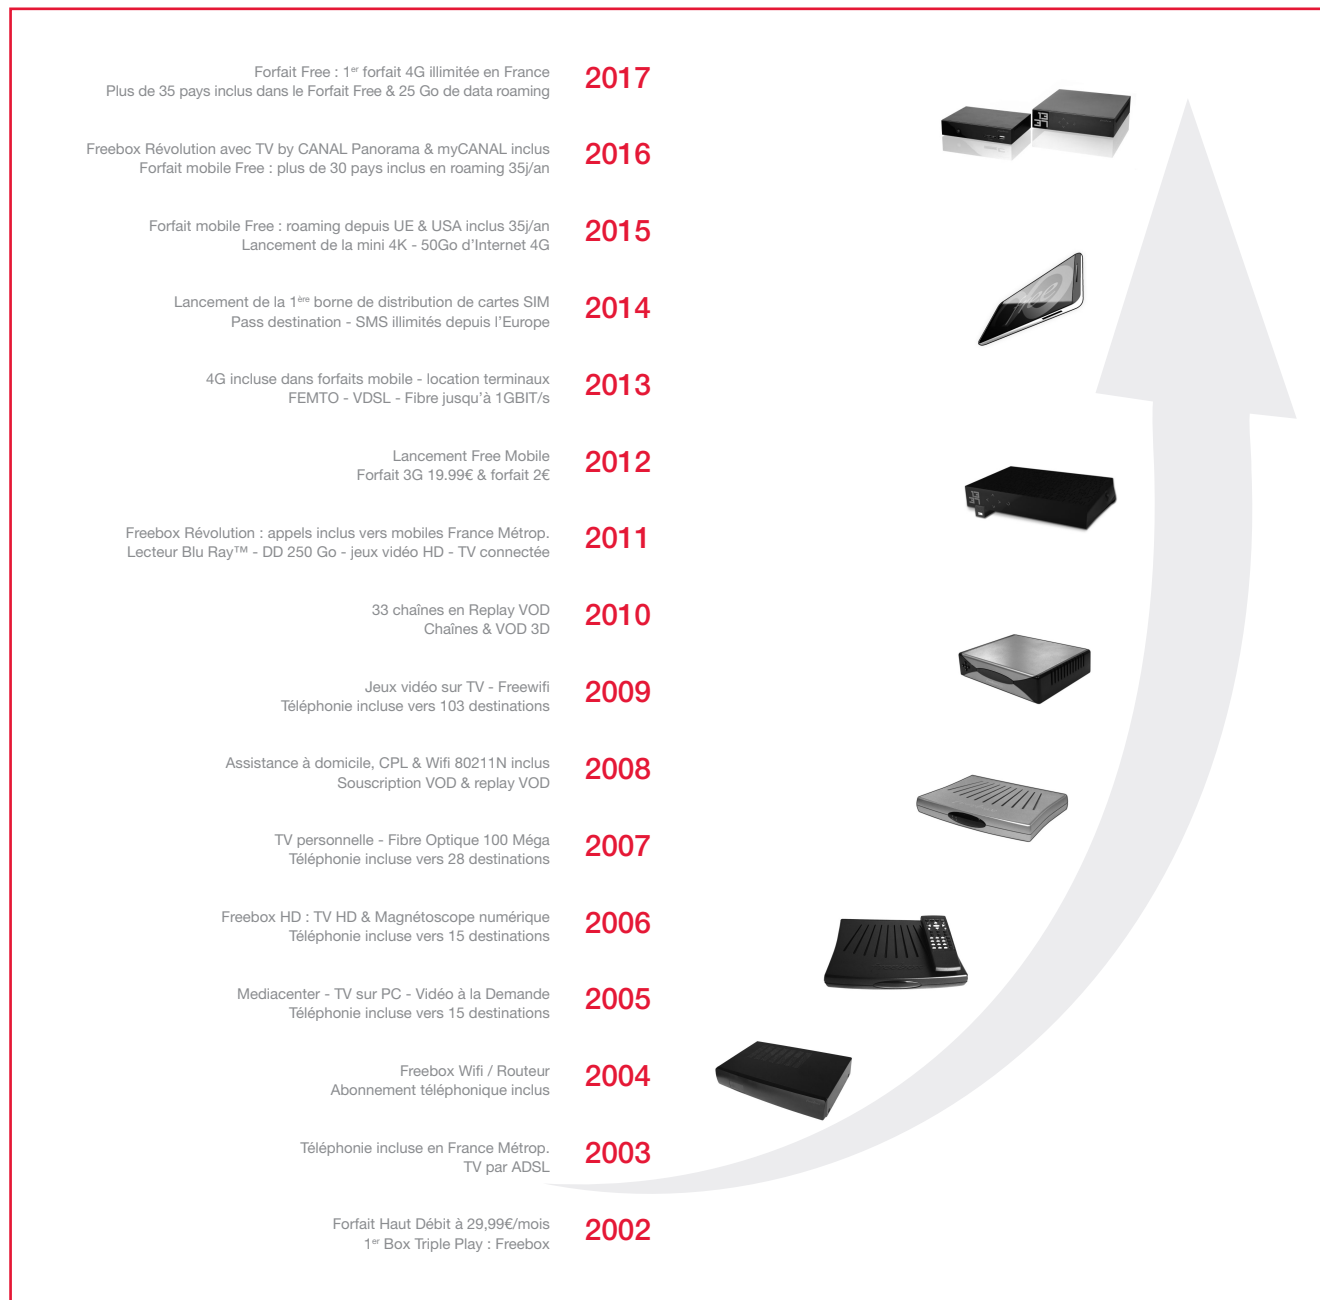 Forfait Free : 1er forfait 4G illimitée en France
Plus de 35 pays inclus dans le Forfait Free & 25 Go de data roaming
2017
Freebox Révolution avec TV by CANAL Panorama & myCANAL inclus
Forfait mobile Free : plus de 30 pays inclus en roaming 35j/an
2016
Forfait mobile Free : roaming depuis UE & USA inclus 35j/an
Lancement de la mini 4K - 50Go d'Internet 4G
2015
Lancement de la 1ère borne de distribution de cartes SIM
Pass destination - SMS illimités depuis l'Europe
2014
4G incluse dans forfaits mobile - location terminaux
FEMTO - VDSL - Fibre jusqu'à 1GBIT/s
2013
Lancement Free Mobile
Forfait 3G 19.99€ & forfait 2€
2012
Freebox Révolution : appels inclus vers mobiles France Métrop.
Lecteur Blu Ray™ - DD 250 Go - jeux vidéo HD - TV connectée
2011
33 chaînes en Replay VOD
Chaînes & VOD 3D
2010
Jeux vidéo sur TV - Freewifi
Téléphonie incluse vers 103 destinations
2009
Assistance à domicile, CPL & Wifi 80211N inclus
Souscription VOD & replay VOD
2008
TV personnelle - Fibre Optique 100 Méga
Téléphonie incluse vers 28 destinations
2007
Freebox HD : TV HD & Magnétoscope numérique
Téléphonie incluse vers 15 destinations
2006
Mediacenter - TV sur PC - Vidéo à la Demande
Téléphonie incluse vers 15 destinations
2005
Freebox Wifi / Routeur
Abonnement téléphonique inclus
2004
Téléphonie incluse en France Métrop.
TV par ADSL
2003
Forfait Haut Débit à 29,99€/mois
1er Box Triple Play : Freebox
2002